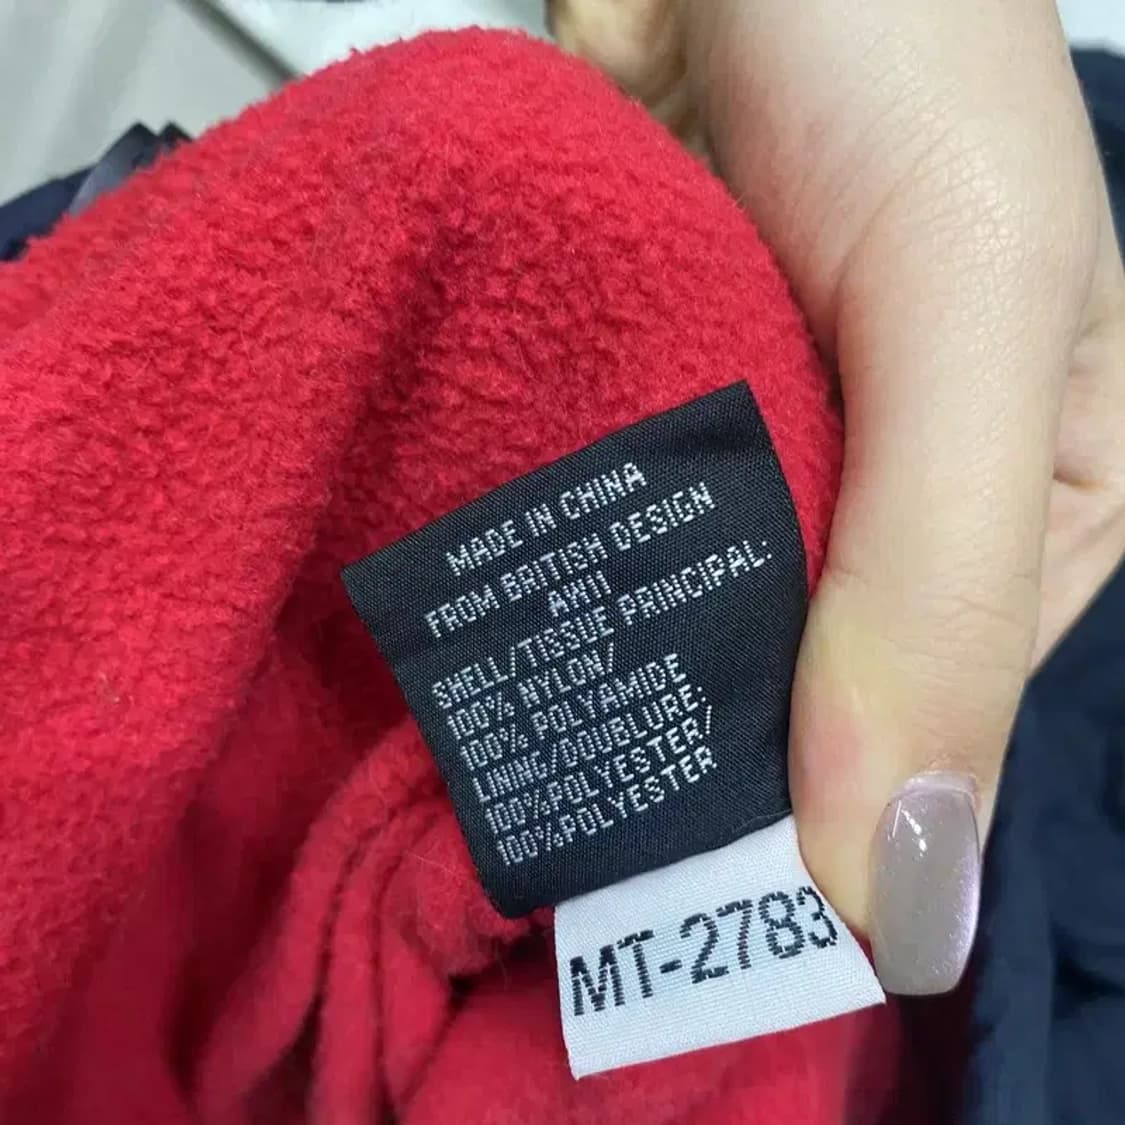 MADE IN CHINA
FROM BRITISH DESIGN
AW11
SHELL/TISSUE PRINCIPAL:
100% NYLON/
100% POLYAMIDE
LINING/DOUBLURE:
100%POLYESTER/
100%POLYESTER
MT-2783